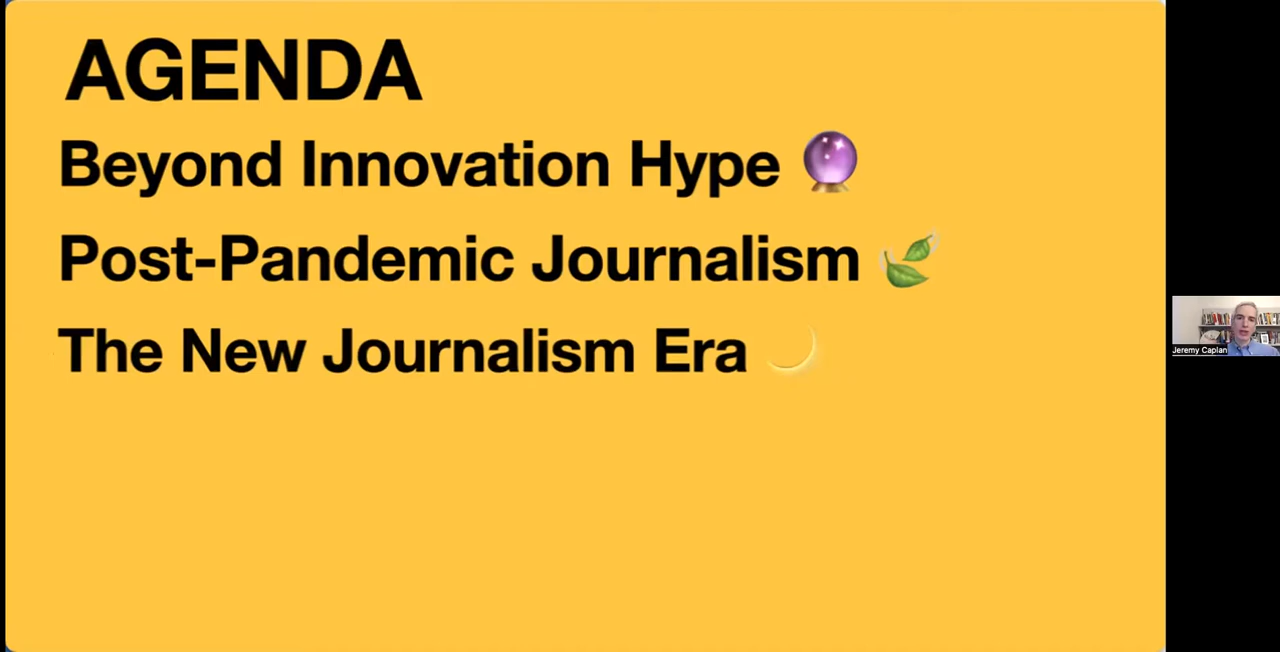 AGENDA
Beyond Innovation Hype 🔮
Post-Pandemic Journalism 🌿
The New Journalism Era 🌙
Jeremy Caplan